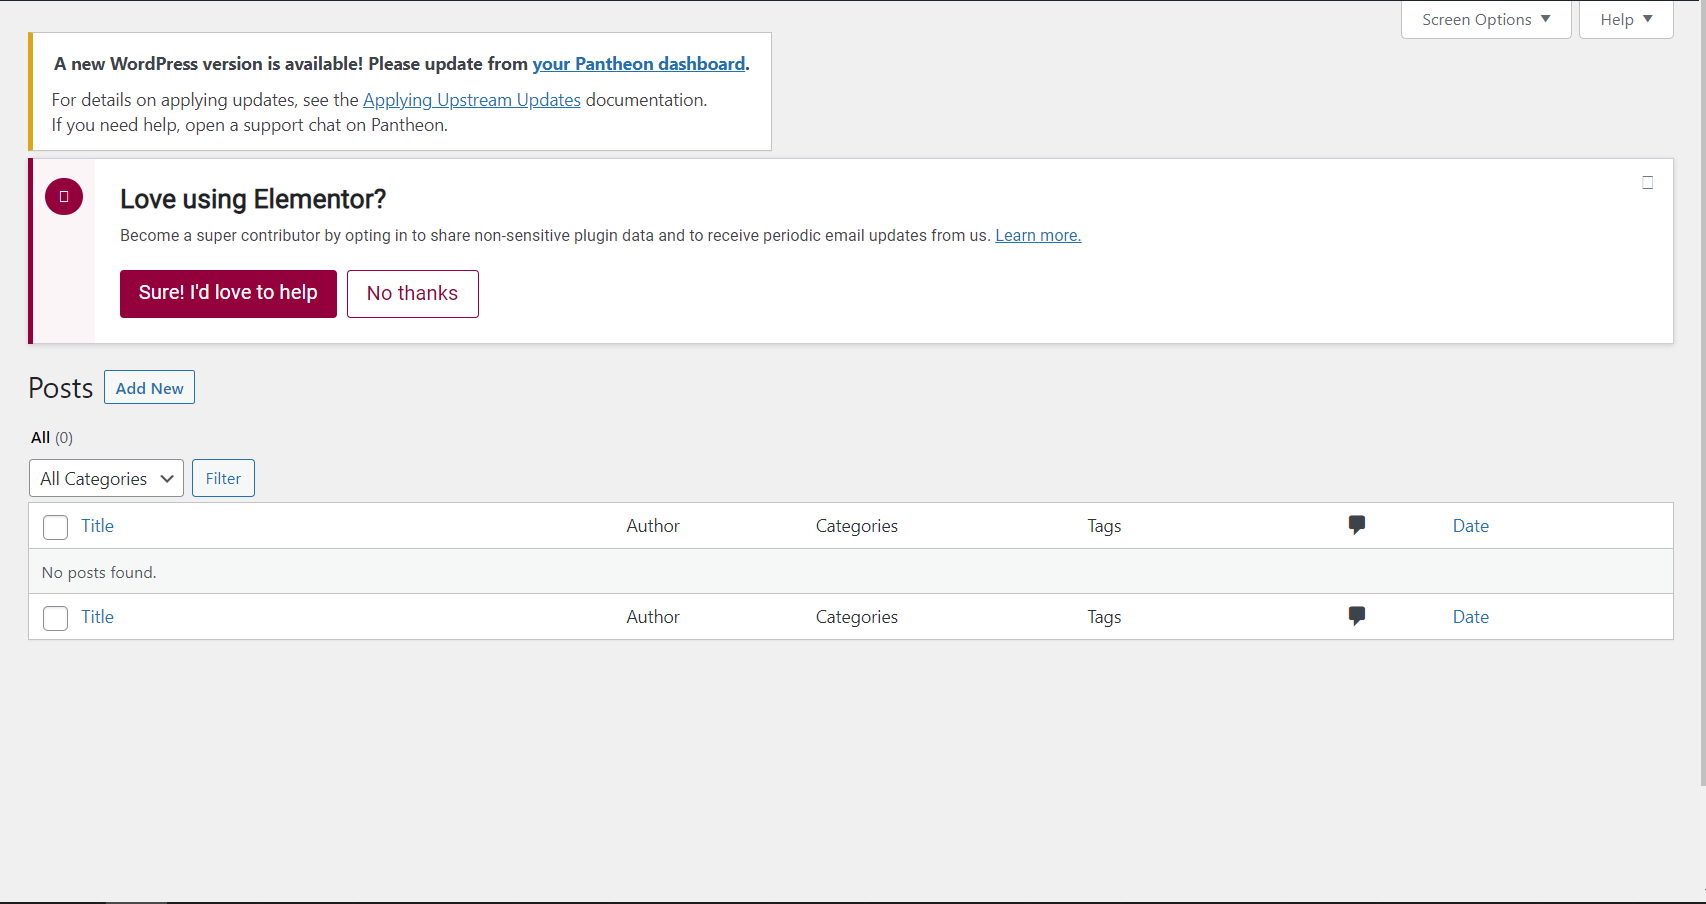 Screen Options ▼ Help ▼
A new WordPress version is available! Please update from your Pantheon dashboard.
For details on applying updates, see the Applying Upstream Updates documentation.
If you need help, open a support chat on Pantheon.
Love using Elementor?
Become a super contributor by opting in to share non-sensitive plugin data and to receive periodic email updates from us. Learn more.
Sure! I'd love to help No thanks
Posts Add New
All (0)
All Categories Filter
Title Author Categories Tags Date
No posts found.
Title Author Categories Tags Date